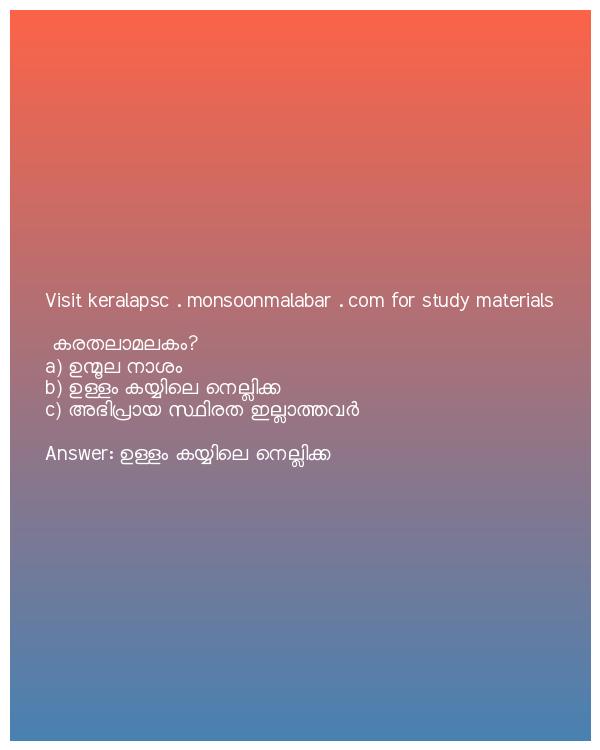 Visit keralapsc . monsoonmalabar . com for study materials
കരതലാമലകം?
a) ഉന്മൂല നാശം
b) ഉള്ളം കയ്യിലെ നെല്ലിക്ക
c) അഭിപ്രായ സ്ഥിരത ഇല്ലാത്തവർ
Answer: ഉള്ളം കയ്യിലെ നെല്ലിക്ക